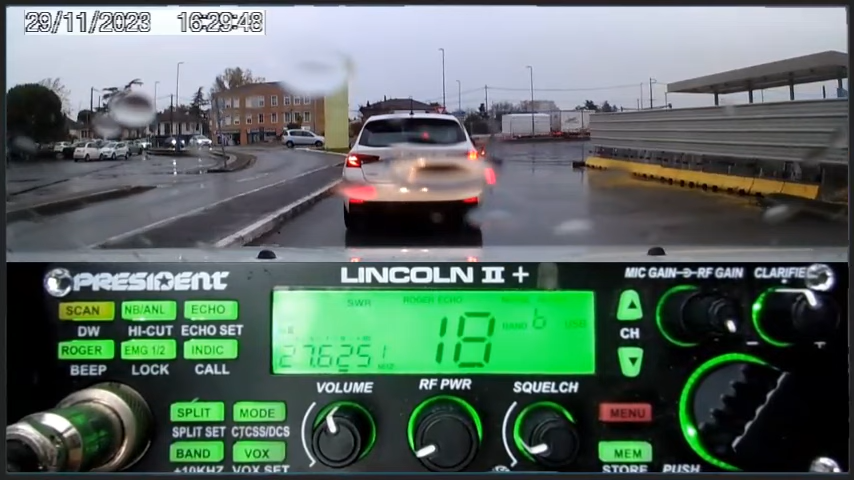 29/11/2023 16:29:48
PRESIDENT LINCOLN II + MIC GAIN RF GAIN CLARIFIE
SCAN NB/ANL ECHO
DW HI-CUT ECHO SET
ROGER EMG 1/2 INDIC
BEEP LOCK CALL
SWR ROGER ECHO
18 BAND b USB
27.6251
CH
VOLUME RF PWR SQUELCH
SPLIT MODE
SPLIT SET CTCSS/DCS
BAND VOX
+10KHZ VOX SET
MENU
MEM
STORE PUSH